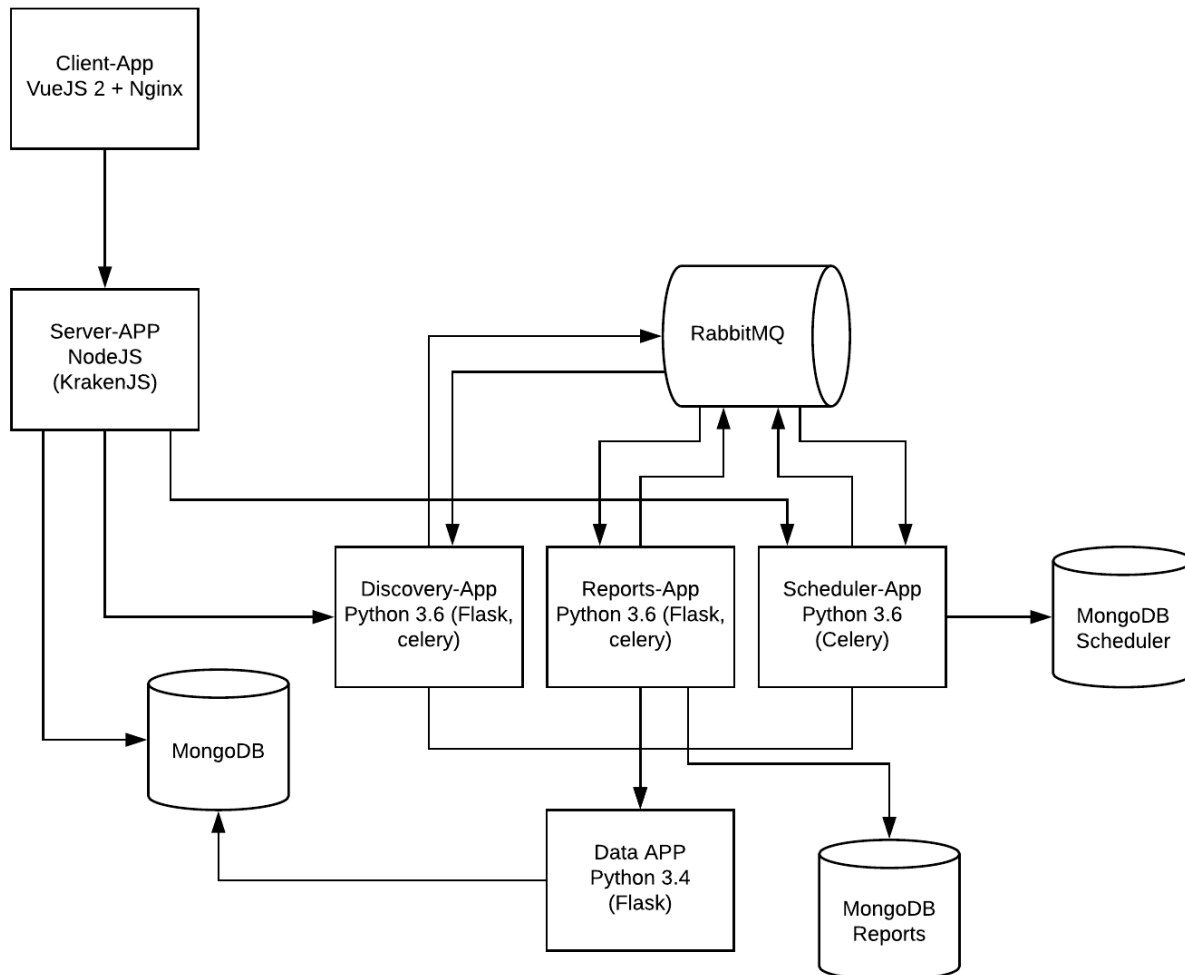 Client-App
VueJS 2 + Nginx
Server-APP
NodeJS
(KrakenJS)
RabbitMQ
Discovery-App
Python 3.6 (Flask,
celery)
Reports-App
Python 3.6 (Flask,
celery)
Scheduler-App
Python 3.6
(Celery)
MongoDB
Scheduler
MongoDB
Data APP
Python 3.4
(Flask)
MongoDB
Reports